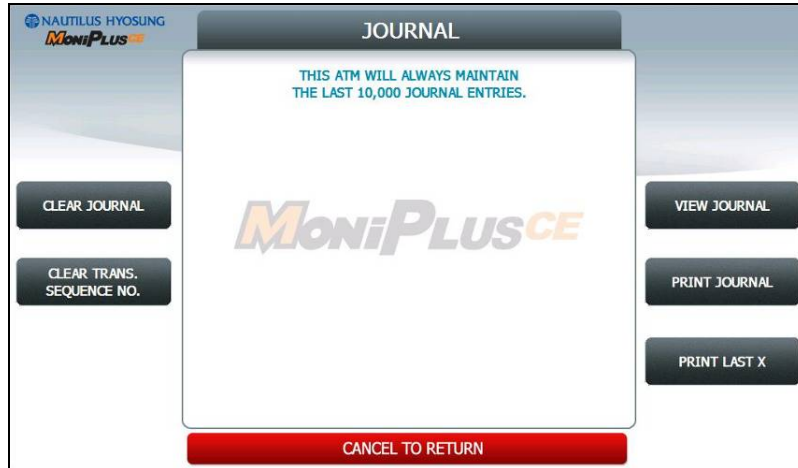 NAUTILUS HYOSUNG
MoniPlusCE
JOURNAL
THIS ATM WILL ALWAYS MAINTAIN
THE LAST 10,000 JOURNAL ENTRIES.
CLEAR JOURNAL
VIEW JOURNAL
MoniPlusCE
CLEAR TRANS.
SEQUENCE NO.
PRINT JOURNAL
PRINT LAST X
CANCEL TO RETURN